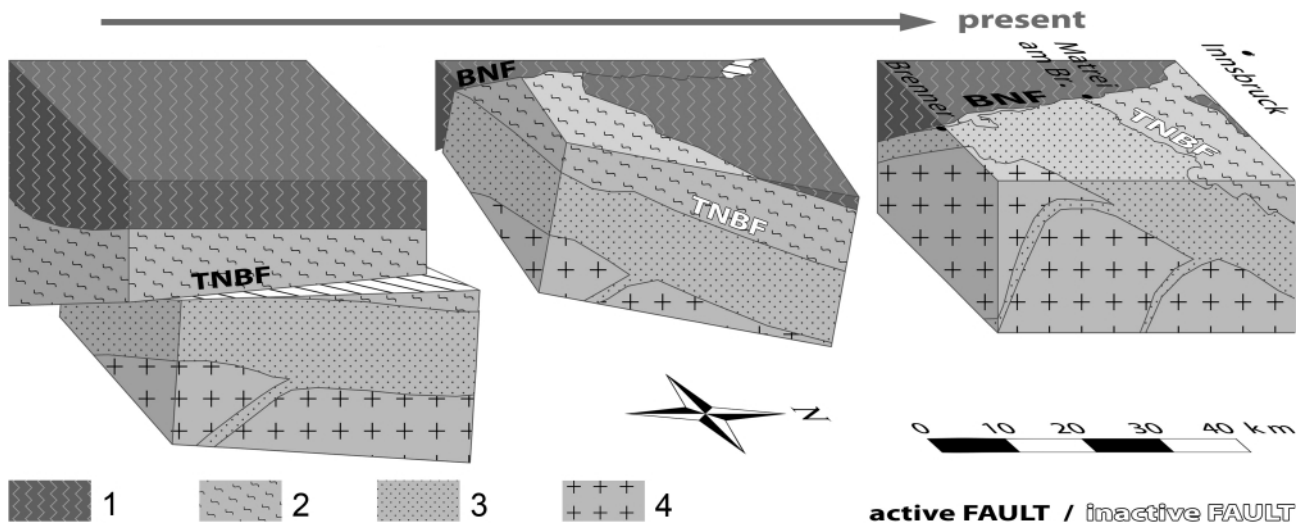 present
BNF
TNBF
TNBF
Brenner
BNF
Matrei
am Br.
Innsbruck
TNBF
N
0 10 20 30 40 km
1 2 3 4
active FAULT / inactive FAULT